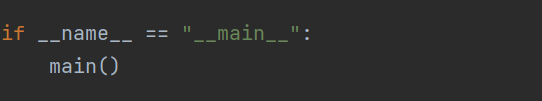 if __name__ == "__main__":
    main()